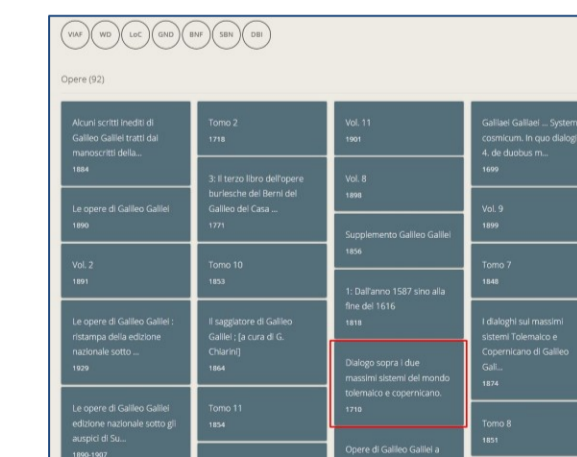 VIAF WD LoC GND BNF SBN DBI
Opere (92)
Alcuni scritti inediti di
Galileo Galilei tratti dal
manoscritti della...
1884
Le opere di Galileo Galilei
1890
Vol. 2
1891
Le opere di Galileo Galilei :
ristampa della edizione
nazionale sotto ...
1929
Le opere di Galileo Galilei
edizione nazionale sotto gli
auspici di Su...
1890-1907
Tomo 2
1718
3: Il terzo libro dell'opere
burlesche del Berni del
Galileo del Casa ...
1771
Tomo 10
1853
Il saggiatore di Galileo
Galilei ; [a cura di G.
Chiarini]
1864
Tomo 11
1854
Vol. 11
1901
Vol. 8
1898
Supplemento Galileo Galilei
1856
1: Dall'anno 1587 sino alla
fine del 1616
1818
Dialogo sopra i due
massimi sistemi del mondo
tolemaico e copernicano.
1710
Opere di Galileo Galilei a
Galilaei Galilaei ... System
cosmicum. In quo dialogi
4. de duobus m...
1699
Vol. 9
1899
Tomo 7
1848
I dialoghi sui massimi
sistemi Tolemaico e
Copernicano di Galileo
Gali...
1874
Tomo 8
1851